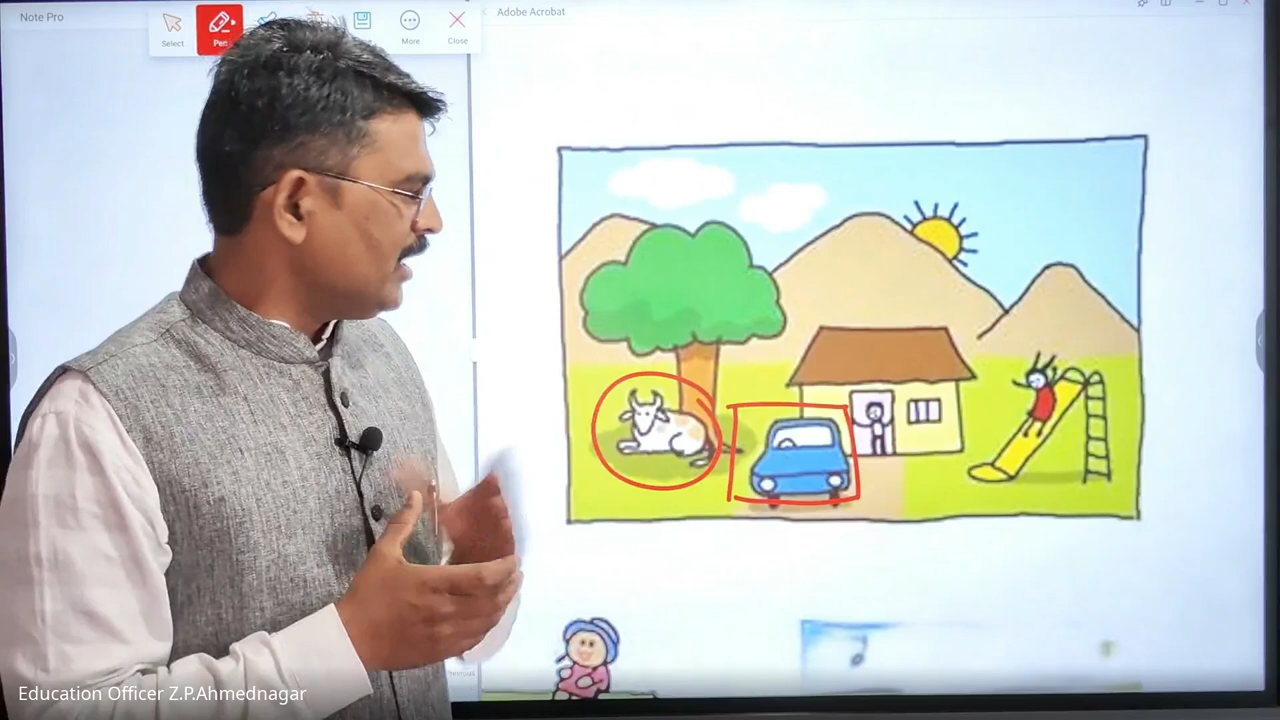 Note Pro
Select
Pen
More
Close
Adobe Acrobat
Education Officer Z.P.Ahmednagar